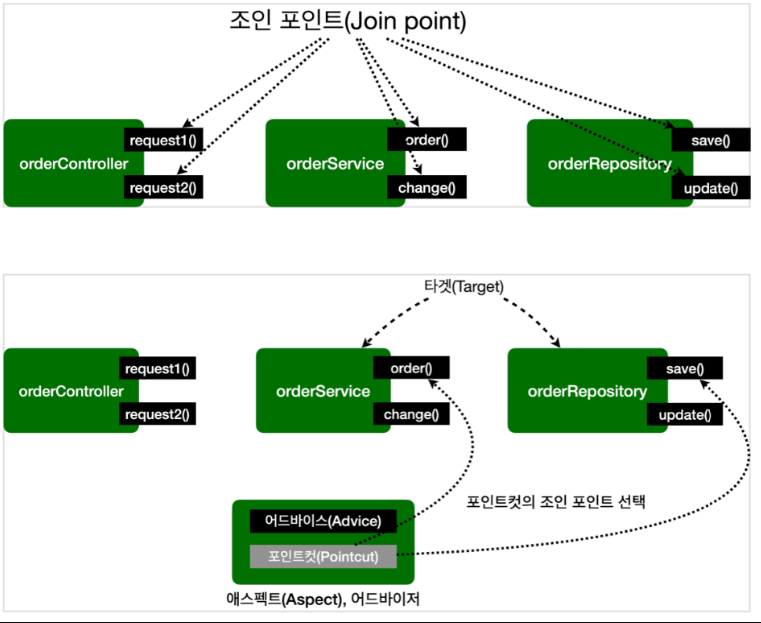 조인 포인트(Join point)
request1()
orderController
request2()
order()
orderService
change()
save()
orderRepository
update()
타겟(Target)
request1()
orderController
request2()
order()
orderService
change()
save()
orderRepository
update()
포인트컷의 조인 포인트 선택
어드바이스(Advice)
포인트컷(Pointcut)
애스펙트(Aspect), 어드바이저